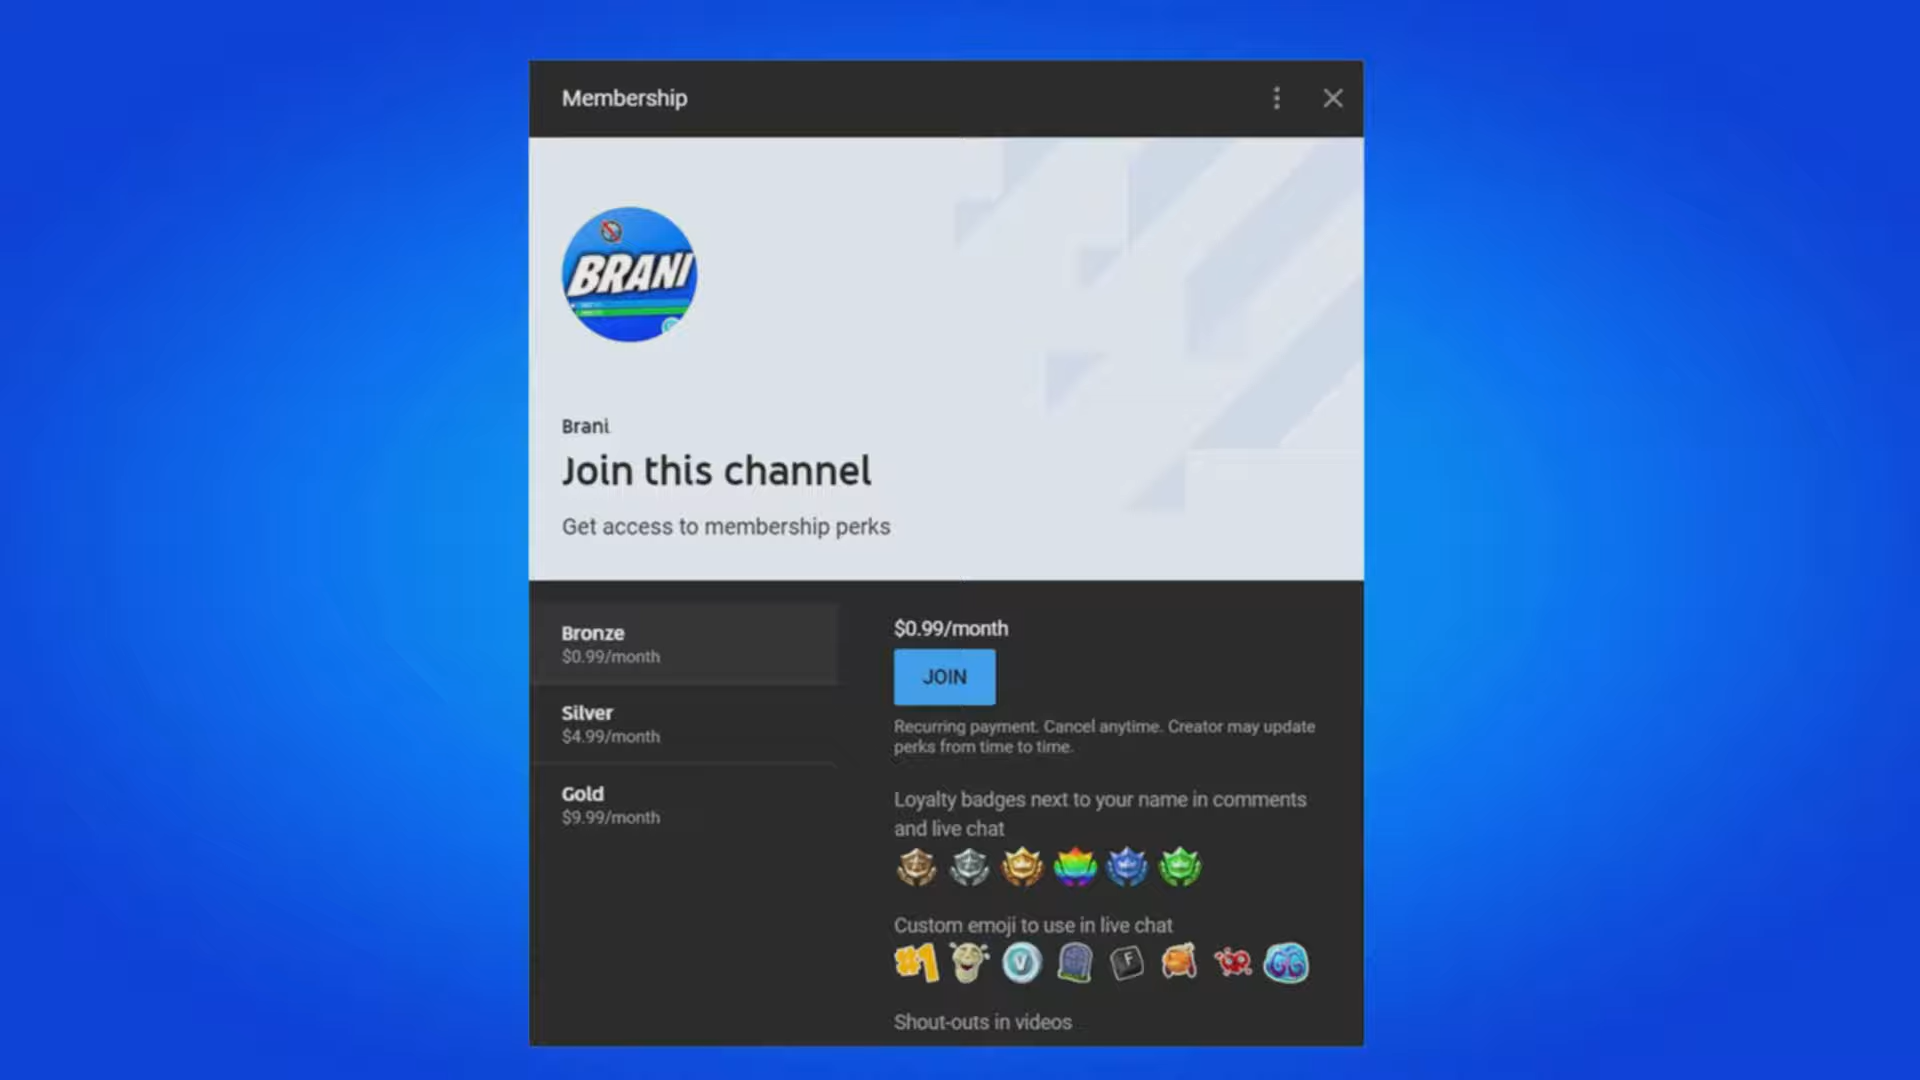 Membership
BRANI
Brani
Join this channel
Get access to membership perks
Bronze
$0.99/month
Silver
$4.99/month
Gold
$9.99/month
$0.99/month
JOIN
Recurring payment. Cancel anytime. Creator may update
perks from time to time.
Loyalty badges next to your name in comments
and live chat
Custom emoji to use in live chat
#1 V F GG
Shout-outs in videos